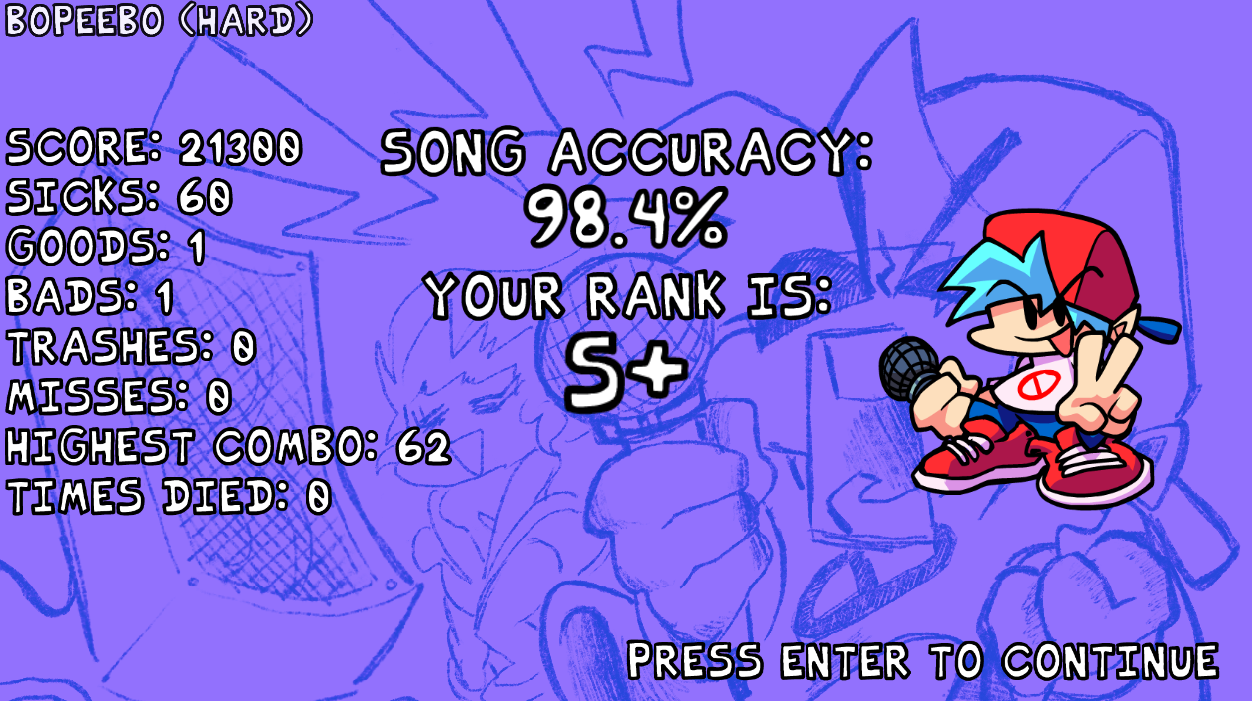 BOPEEBO (HARD)
SCORE: 21300
SICKS: 60
GOODS: 1
BADS: 1
TRASHES: 0
MISSES: 0
HIGHEST COMBO: 62
TIMES DIED: 0
SONG ACCURACY:
98.4%
YOUR RANK IS:
S+
PRESS ENTER TO CONTINUE